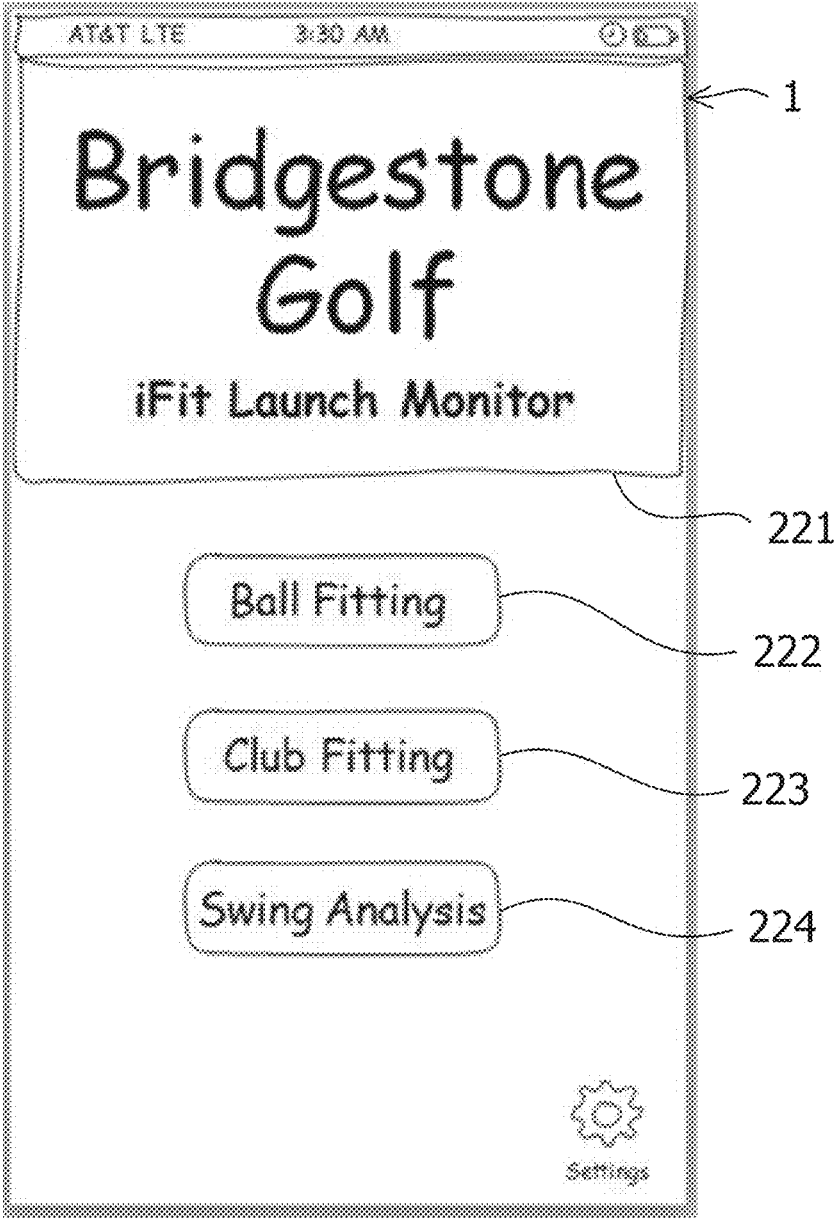 AT&T LTE 3:30 AM
1
Bridgestone
Golf
iFit Launch Monitor
221
Ball Fitting
222
Club Fitting
223
Swing Analysis
224
Settings